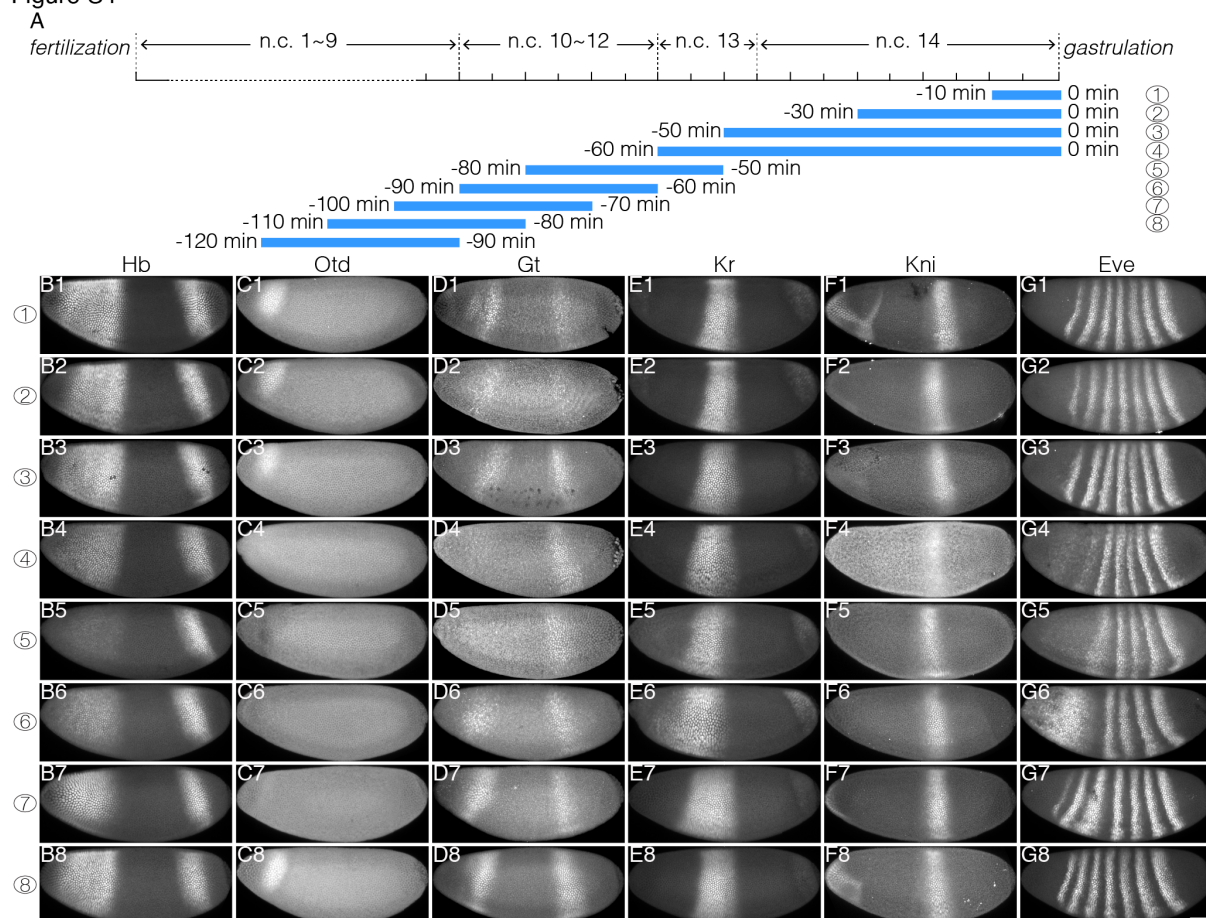 A
fertilization n.c. 1~9 n.c. 10~12 n.c. 13 n.c. 14 gastrulation
-10 min 0 min ①
-30 min 0 min ②
-50 min 0 min ③
-60 min 0 min ④
-80 min -50 min ⑤
-90 min -60 min ⑥
-100 min -70 min ⑦
-110 min -80 min ⑧
-120 min -90 min
Hb Otd Gt Kr Kni Eve
① B1 C1 D1 E1 F1 G1
② B2 C2 D2 E2 F2 G2
③ B3 C3 D3 E3 F3 G3
④ B4 C4 D4 E4 F4 G4
⑤ B5 C5 D5 E5 F5 G5
⑥ B6 C6 D6 E6 F6 G6
⑦ B7 C7 D7 E7 F7 G7
⑧ B8 C8 D8 E8 F8 G8